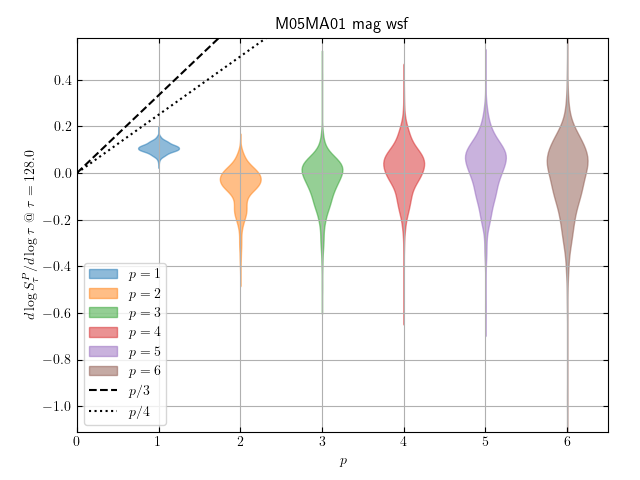 M05MA01 mag wsf
d log S_τ^P / d log τ @ τ = 128.0
0.4
0.2
0.0
−0.2
−0.4
−0.6
−0.8
−1.0
p = 1
p = 2
p = 3
p = 4
p = 5
p = 6
p/3
p/4
0 1 2 3 4 5 6
p